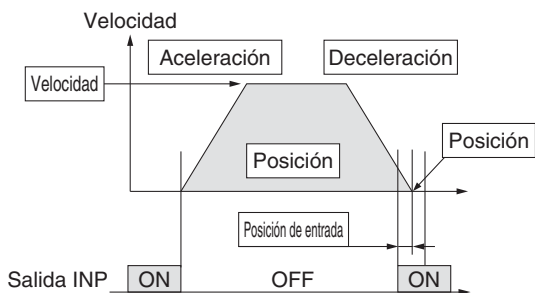 Velocidad
Aceleración
Deceleración
Velocidad
Posición
Posición
Posición de entrada
Salida INP
ON
OFF
ON